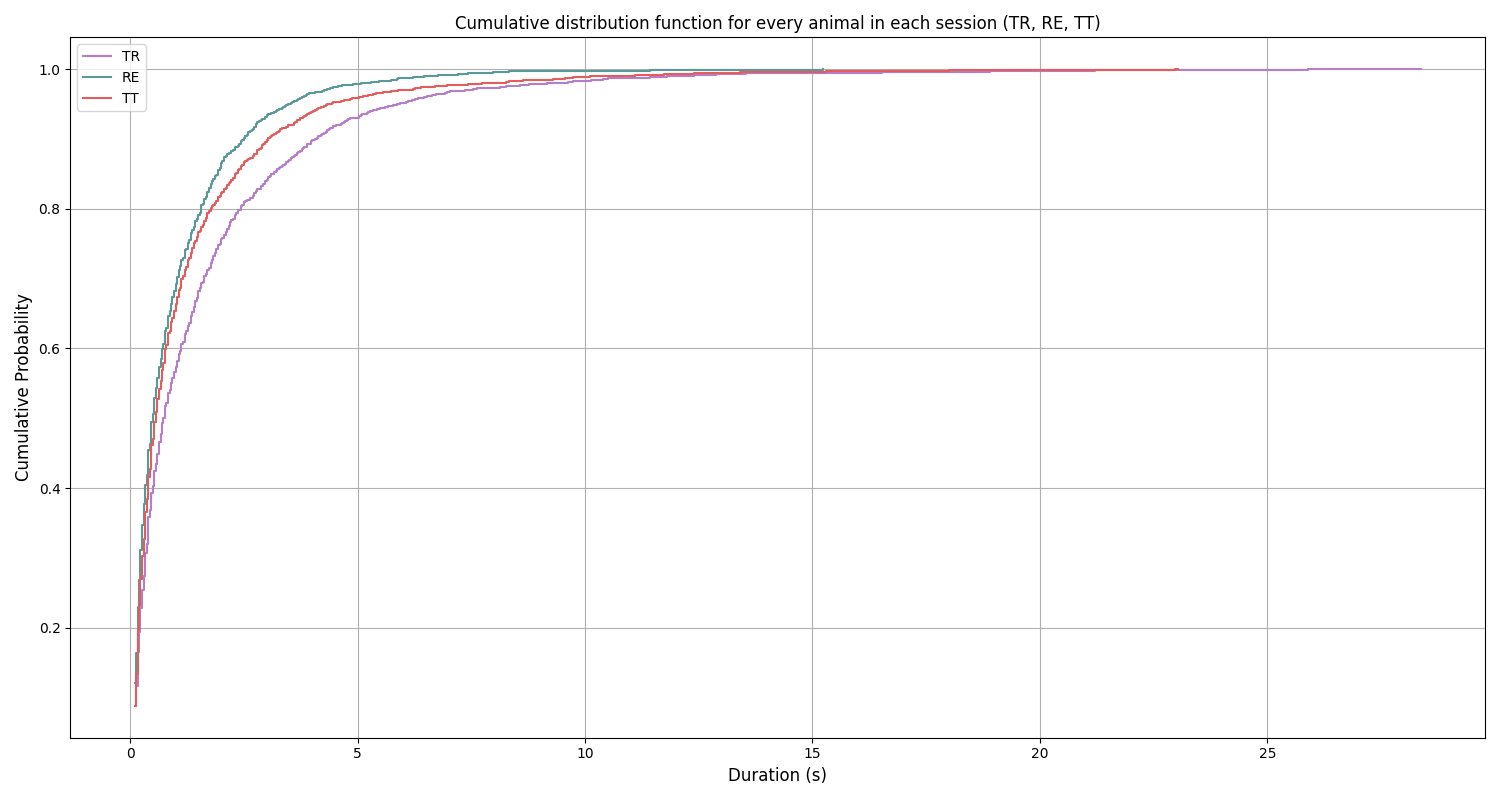 Cumulative distribution function for every animal in each session (TR, RE, TT)
TR
RE
TT
1.0
0.8
0.6
0.4
0.2
Cumulative Probability
0 5 10 15 20 25
Duration (s)